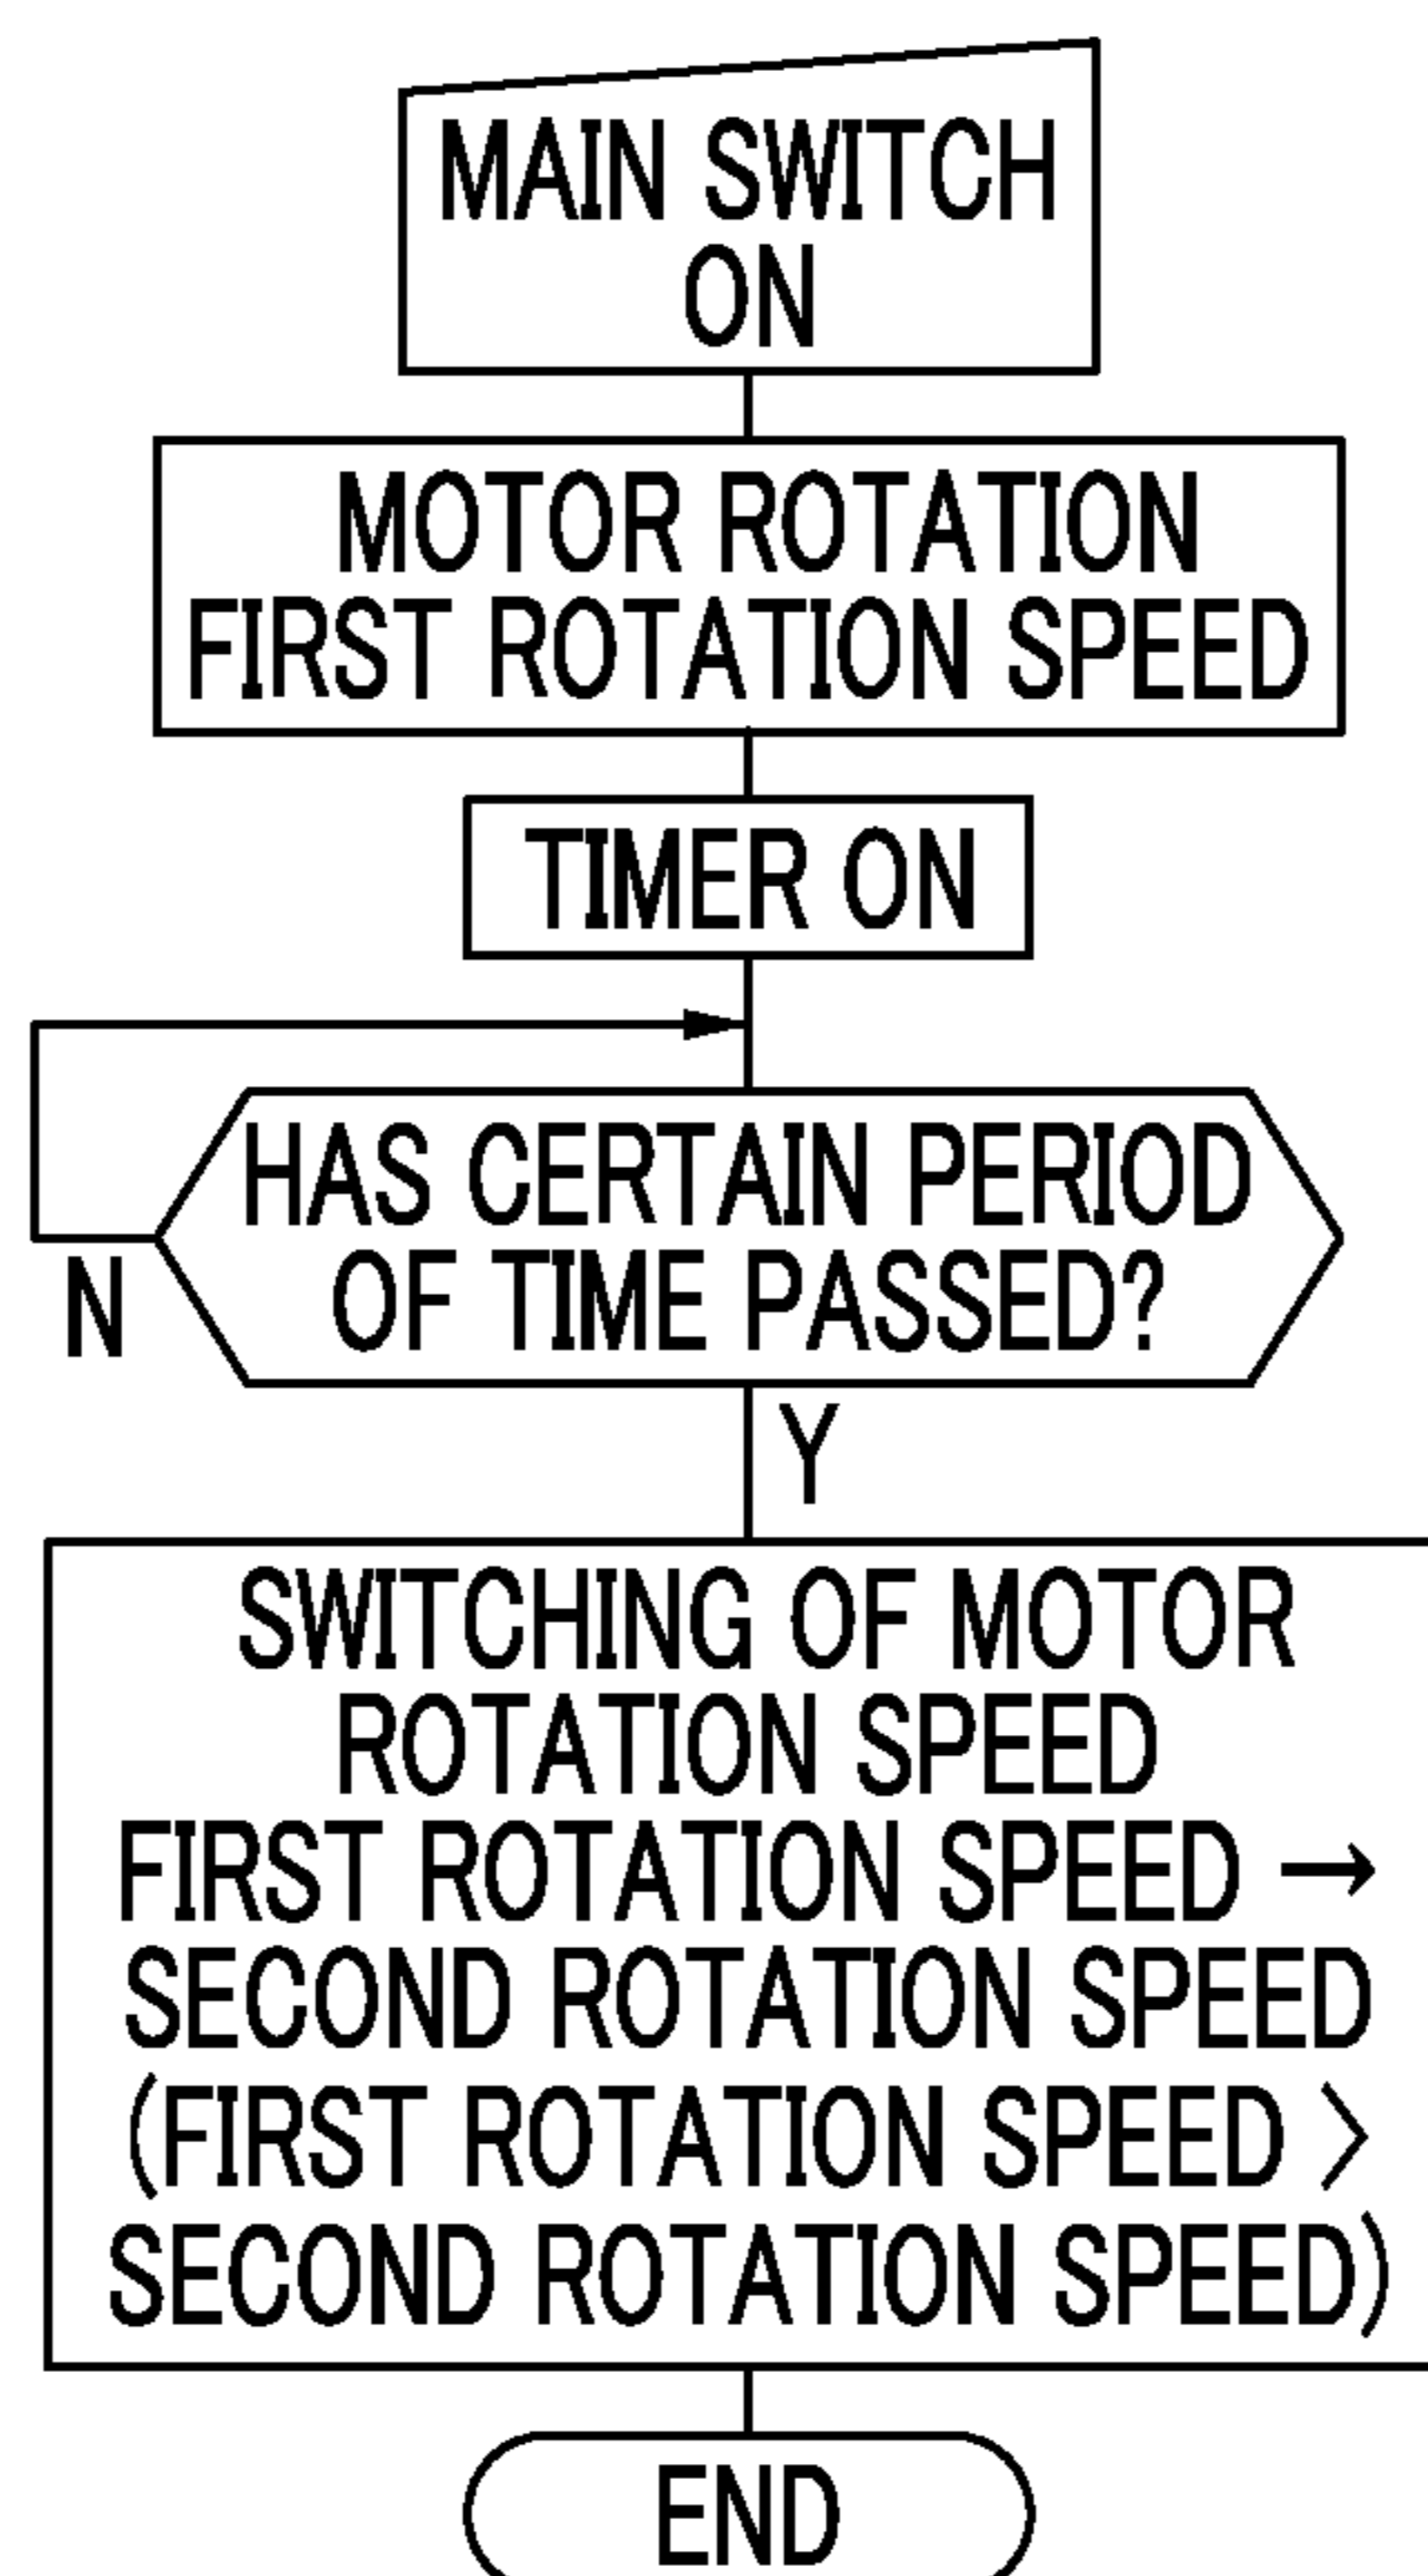 MAIN SWITCH
ON
MOTOR ROTATION
FIRST ROTATION SPEED
TIMER ON
HAS CERTAIN PERIOD
OF TIME PASSED?
N
Y
SWITCHING OF MOTOR
ROTATION SPEED
FIRST ROTATION SPEED →
SECOND ROTATION SPEED
(FIRST ROTATION SPEED >
SECOND ROTATION SPEED)
END